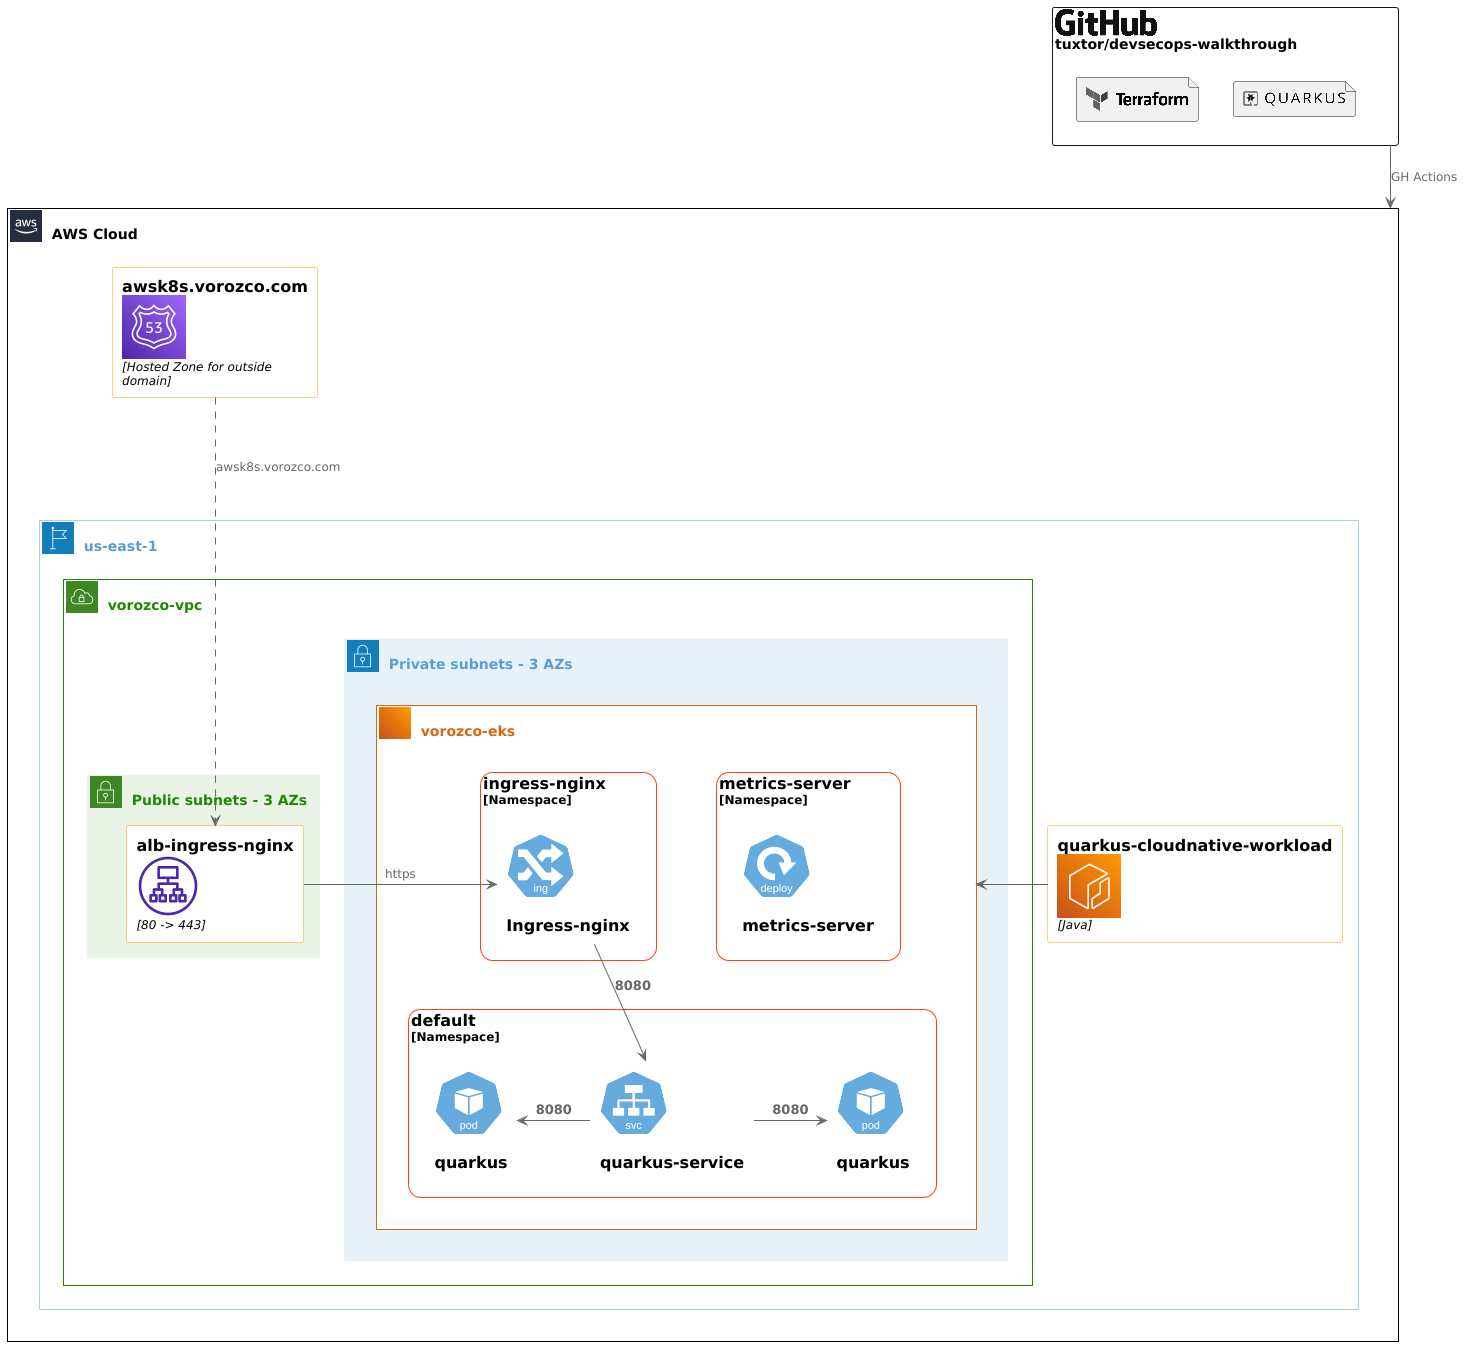 GitHub
tuxtor/devsecops-walkthrough
Terraform
QUARKUS
GH Actions
aws
AWS Cloud
awsk8s.vorozco.com
53
[Hosted Zone for outside
domain]
awsk8s.vorozco.com
us-east-1
vorozco-vpc
Private subnets - 3 AZs
vorozco-eks
Public subnets - 3 AZs
alb-ingress-nginx
[80 -> 443]
https
ingress-nginx
[Namespace]
ing
Ingress-nginx
metrics-server
[Namespace]
deploy
metrics-server
quarkus-cloudnative-workload
[Java]
8080
default
[Namespace]
pod
quarkus
8080
svc
quarkus-service
8080
pod
quarkus